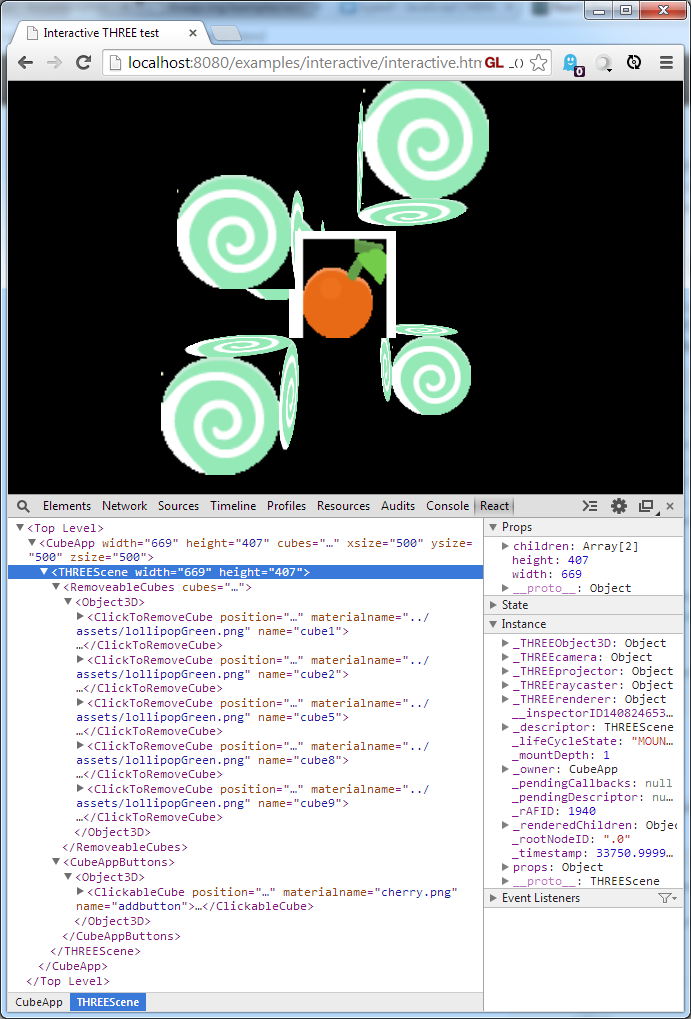 Interactive THREE test
localhost:8080/examples/interactive/interactive.htm GL _()
0
Elements Network Sources Timeline Profiles Resources Audits Console React
<Top Level>
<CubeApp width="669" height="407" cubes="…" xsize="500" ysize=
"500" zsize="500">
<THREEScene width="669" height="407">
<RemoveableCubes cubes="…">
<Object3D>
<ClickToRemoveCube position="…" materialname="../
assets/lollipopGreen.png" name="cube1">
…</ClickToRemoveCube>
<ClickToRemoveCube position="…" materialname="../
assets/lollipopGreen.png" name="cube2">
…</ClickToRemoveCube>
<ClickToRemoveCube position="…" materialname="../
assets/lollipopGreen.png" name="cube5">
…</ClickToRemoveCube>
<ClickToRemoveCube position="…" materialname="../
assets/lollipopGreen.png" name="cube8">
…</ClickToRemoveCube>
<ClickToRemoveCube position="…" materialname="../
assets/lollipopGreen.png" name="cube9">
…</ClickToRemoveCube>
</Object3D>
</RemoveableCubes>
<CubeAppButtons>
<Object3D>
<ClickableCube position="…" materialname="cherry.png"
name="addbutton">…</ClickableCube>
</Object3D>
</CubeAppButtons>
</THREEScene>
</CubeApp>
</Top Level>
CubeApp THREEScene
Props
children: Array[2]
height: 407
width: 669
__proto__: Object
State
Instance
_THREEObject3D: Object
_THREEcamera: Object
_THREEprojector: Object
_THREEraycaster: Object
_THREErenderer: Object
__inspectorID140824653…
_descriptor: THREEScene
_lifeCycleState: "MOUN…
_mountDepth: 1
_owner: CubeApp
_pendingCallbacks: null
_pendingDescriptor: nu…
_rAFID: 1940
_renderedChildren: Obje
_rootNodeID: ".0"
_timestamp: 33750.9999…
props: Object
__proto__: THREEScene
Event Listeners